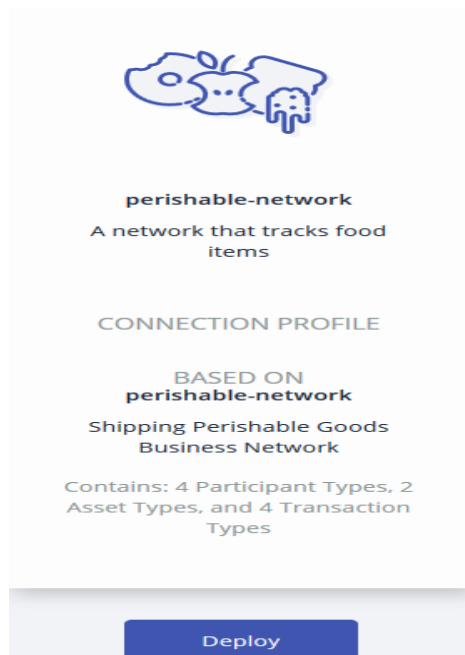 perishable-network
A network that tracks food
items
CONNECTION PROFILE
BASED ON
perishable-network
Shipping Perishable Goods
Business Network
Contains: 4 Participant Types, 2
Asset Types, and 4 Transaction
Types
Deploy